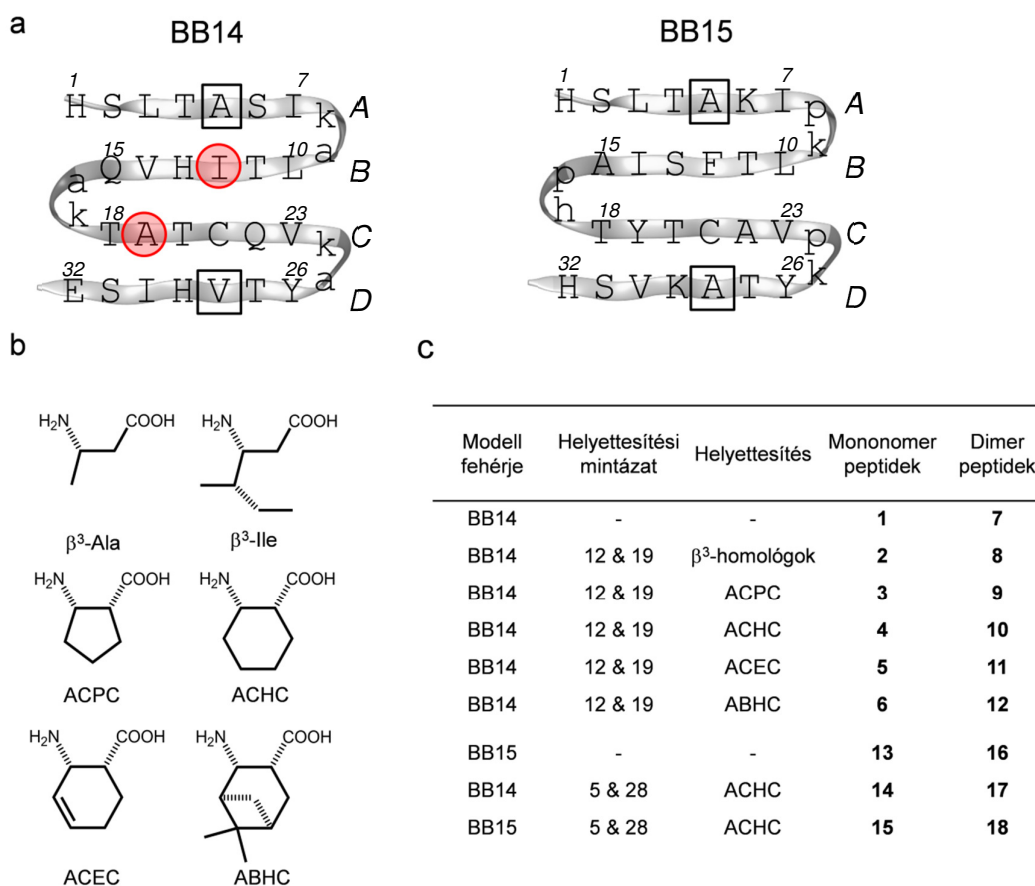 a
BB14
BB15
1 7
H S L T A S I k A
15 10
a Q V H I T L a B
18 23
k T A T C Q V k C
32 26
E S I H V T Y a D
1 7
H S L T A K I p A
15 10
p A I S F T L k B
18 23
h T Y T C A V p C
32 26
H S V K A T Y k D
b
H₂N COOH
β³-Ala
H₂N COOH
β³-Ile
H₂N COOH
ACPC
H₂N COOH
ACHC
H₂N COOH
ACEC
H₂N COOH
ABHC
c
Modell fehérje Helyettesítési mintázat Helyettesítés Mononomer peptidek Dimer peptidek
BB14 - - 1 7
BB14 12 & 19 β³-homológok 2 8
BB14 12 & 19 ACPC 3 9
BB14 12 & 19 ACHC 4 10
BB14 12 & 19 ACEC 5 11
BB14 12 & 19 ABHC 6 12
BB15 - - 13 16
BB14 5 & 28 ACHC 14 17
BB15 5 & 28 ACHC 15 18